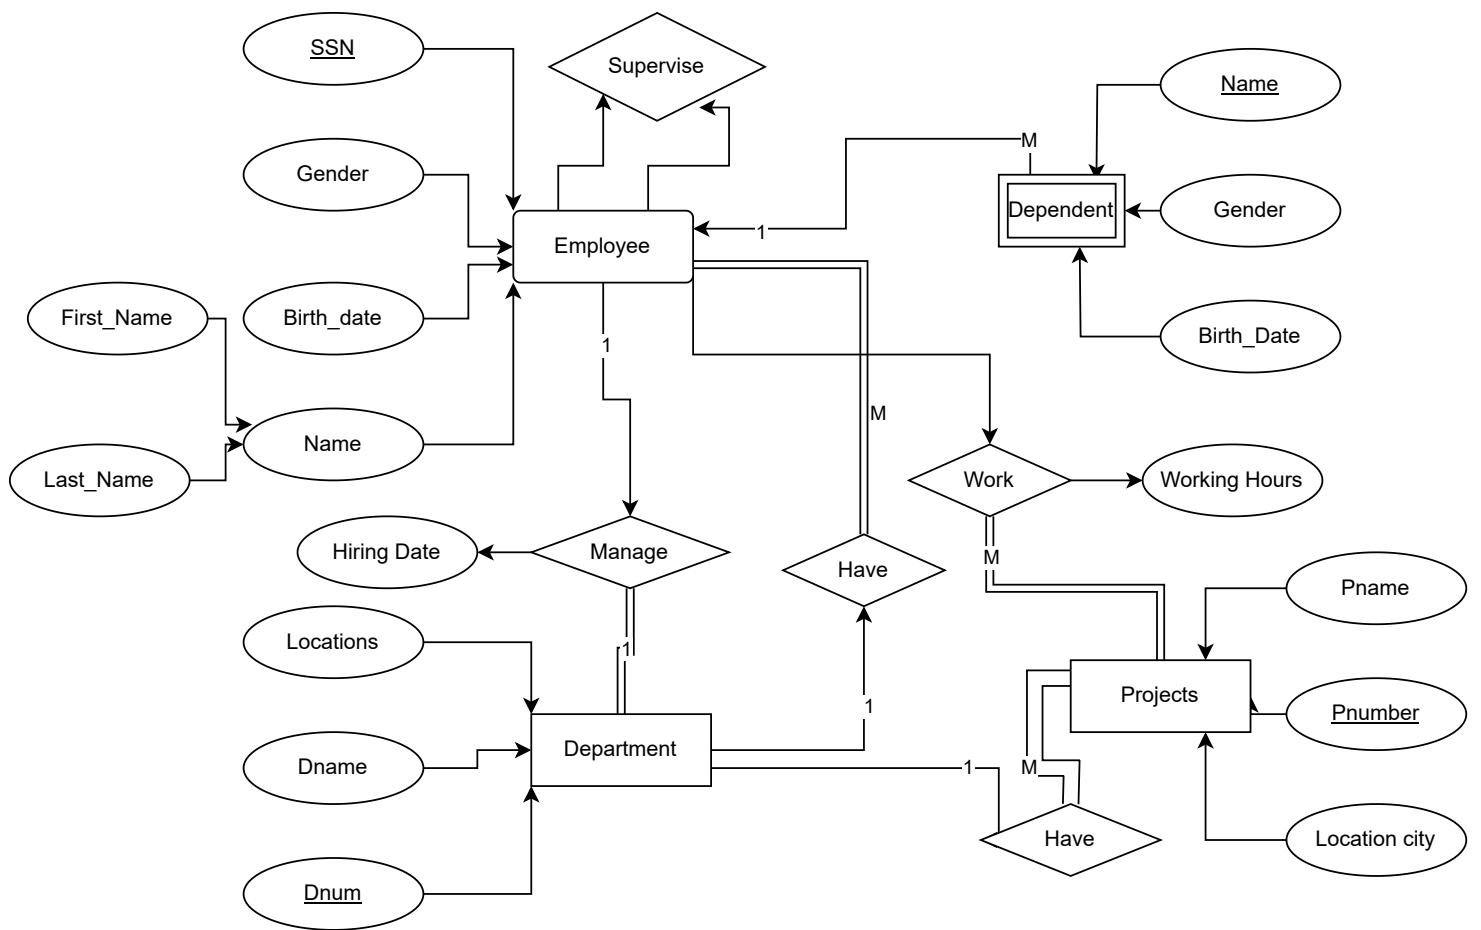 SSN
Supervise
Name
M
Gender
Dependent
Gender
1
Employee
First_Name
Birth_date
Birth_Date
1
M
Name
Last_Name
Work
Working Hours
Hiring Date
Manage
M
Have
Pname
Locations
1
Projects
1
Pnumber
Department
Dname
1
M
Have
Location city
Dnum